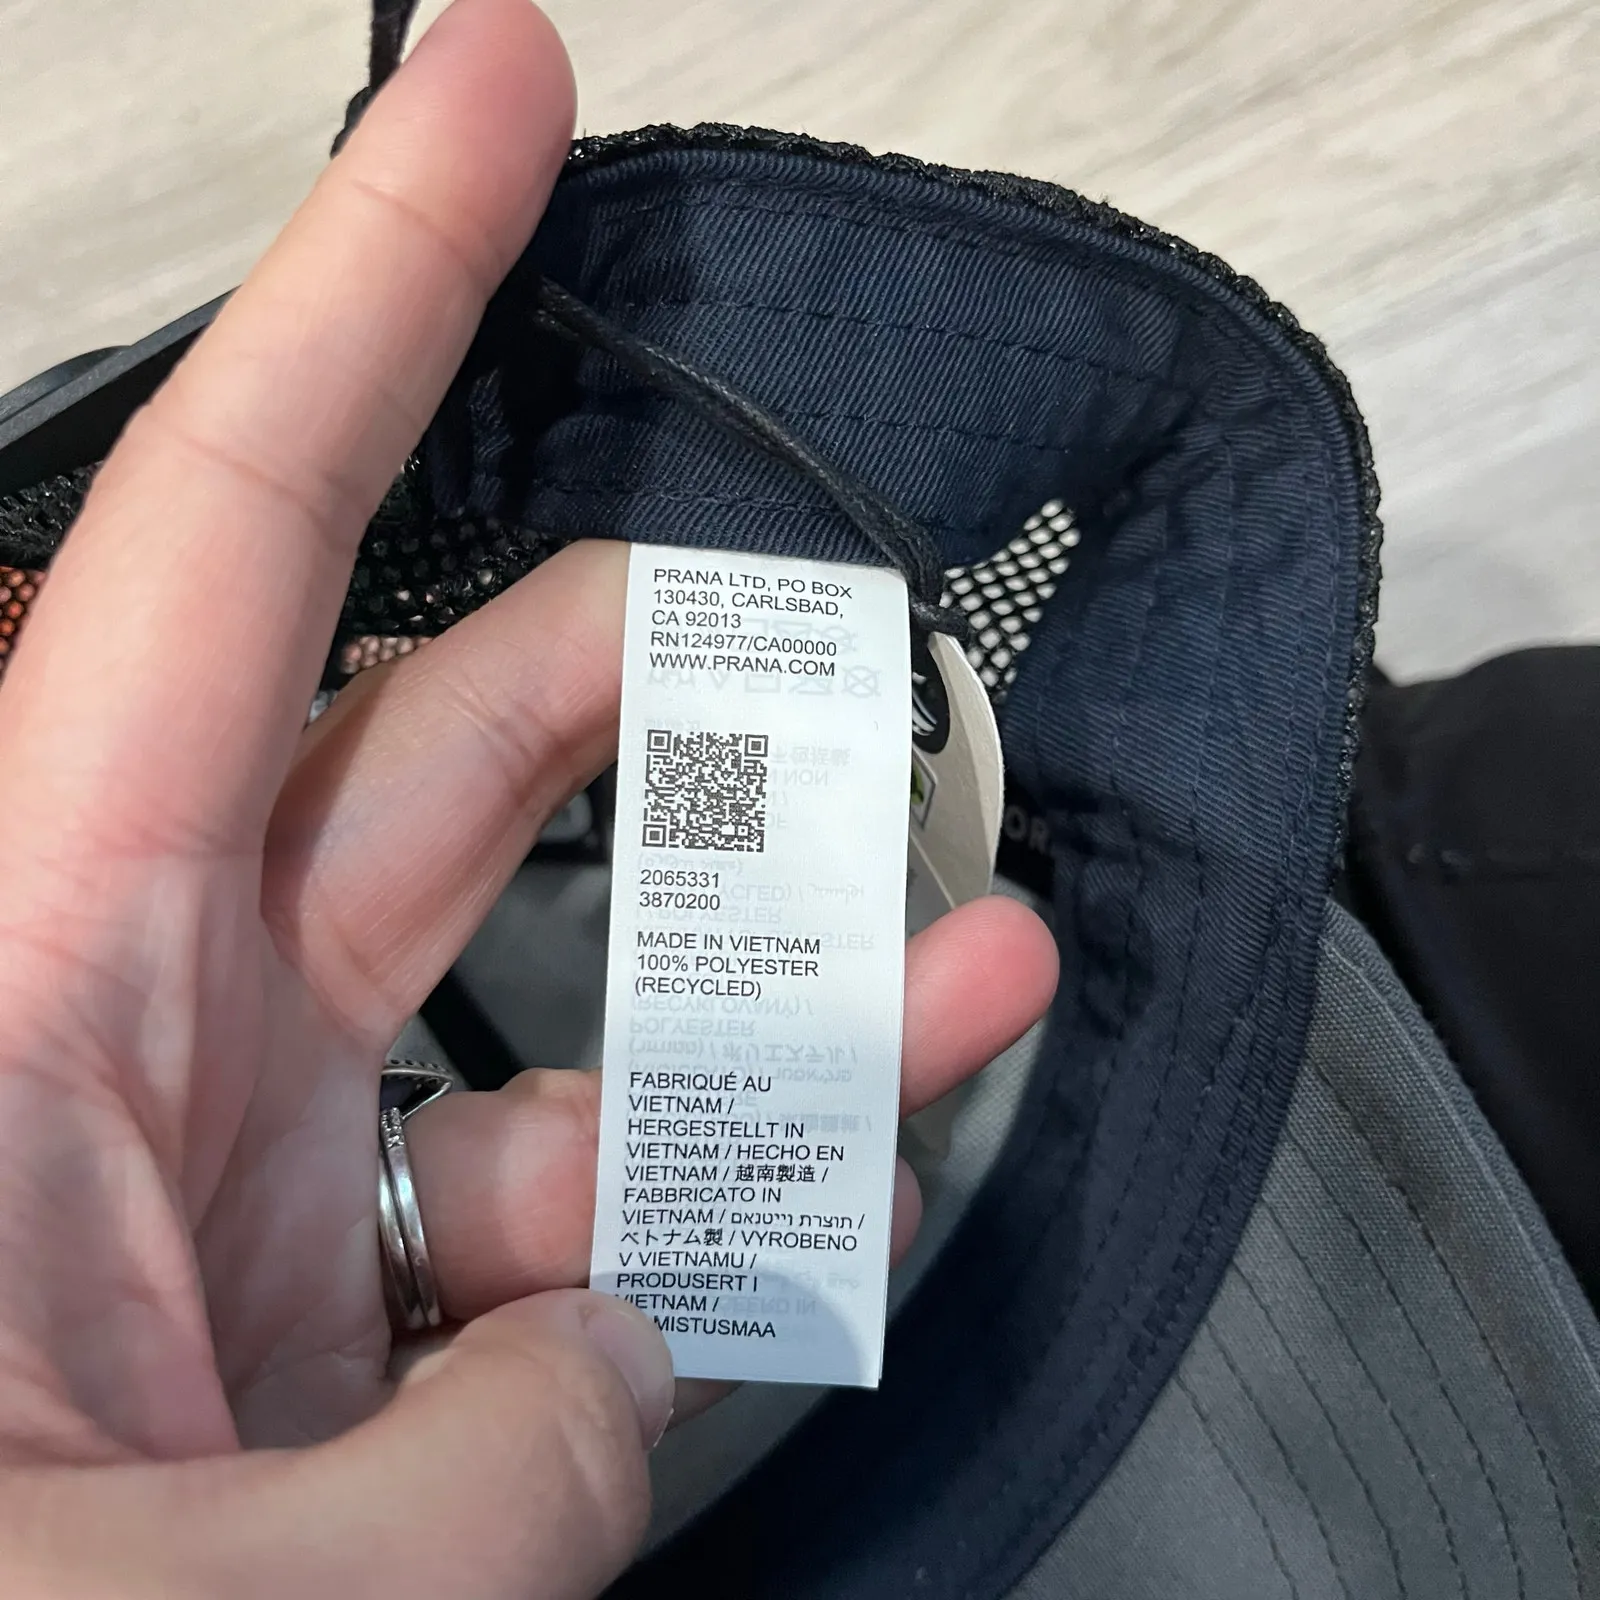 PRANA LTD, PO BOX
130430, CARLSBAD,
CA 92013
RN124977/CA00000
WWW.PRANA.COM
2065331
3870200
MADE IN VIETNAM
100% POLYESTER
(RECYCLED)
FABRIQUÉ AU
VIETNAM /
HERGESTELLT IN
VIETNAM / HECHO EN
VIETNAM / 越南製造 /
FABBRICATO IN
VIETNAM / תוצרת וייטנאם /
ベトナム製 / VYROBENO
V VIETNAMU /
PRODUSERT I
VIETNAM /
MISTUSMAA
OR